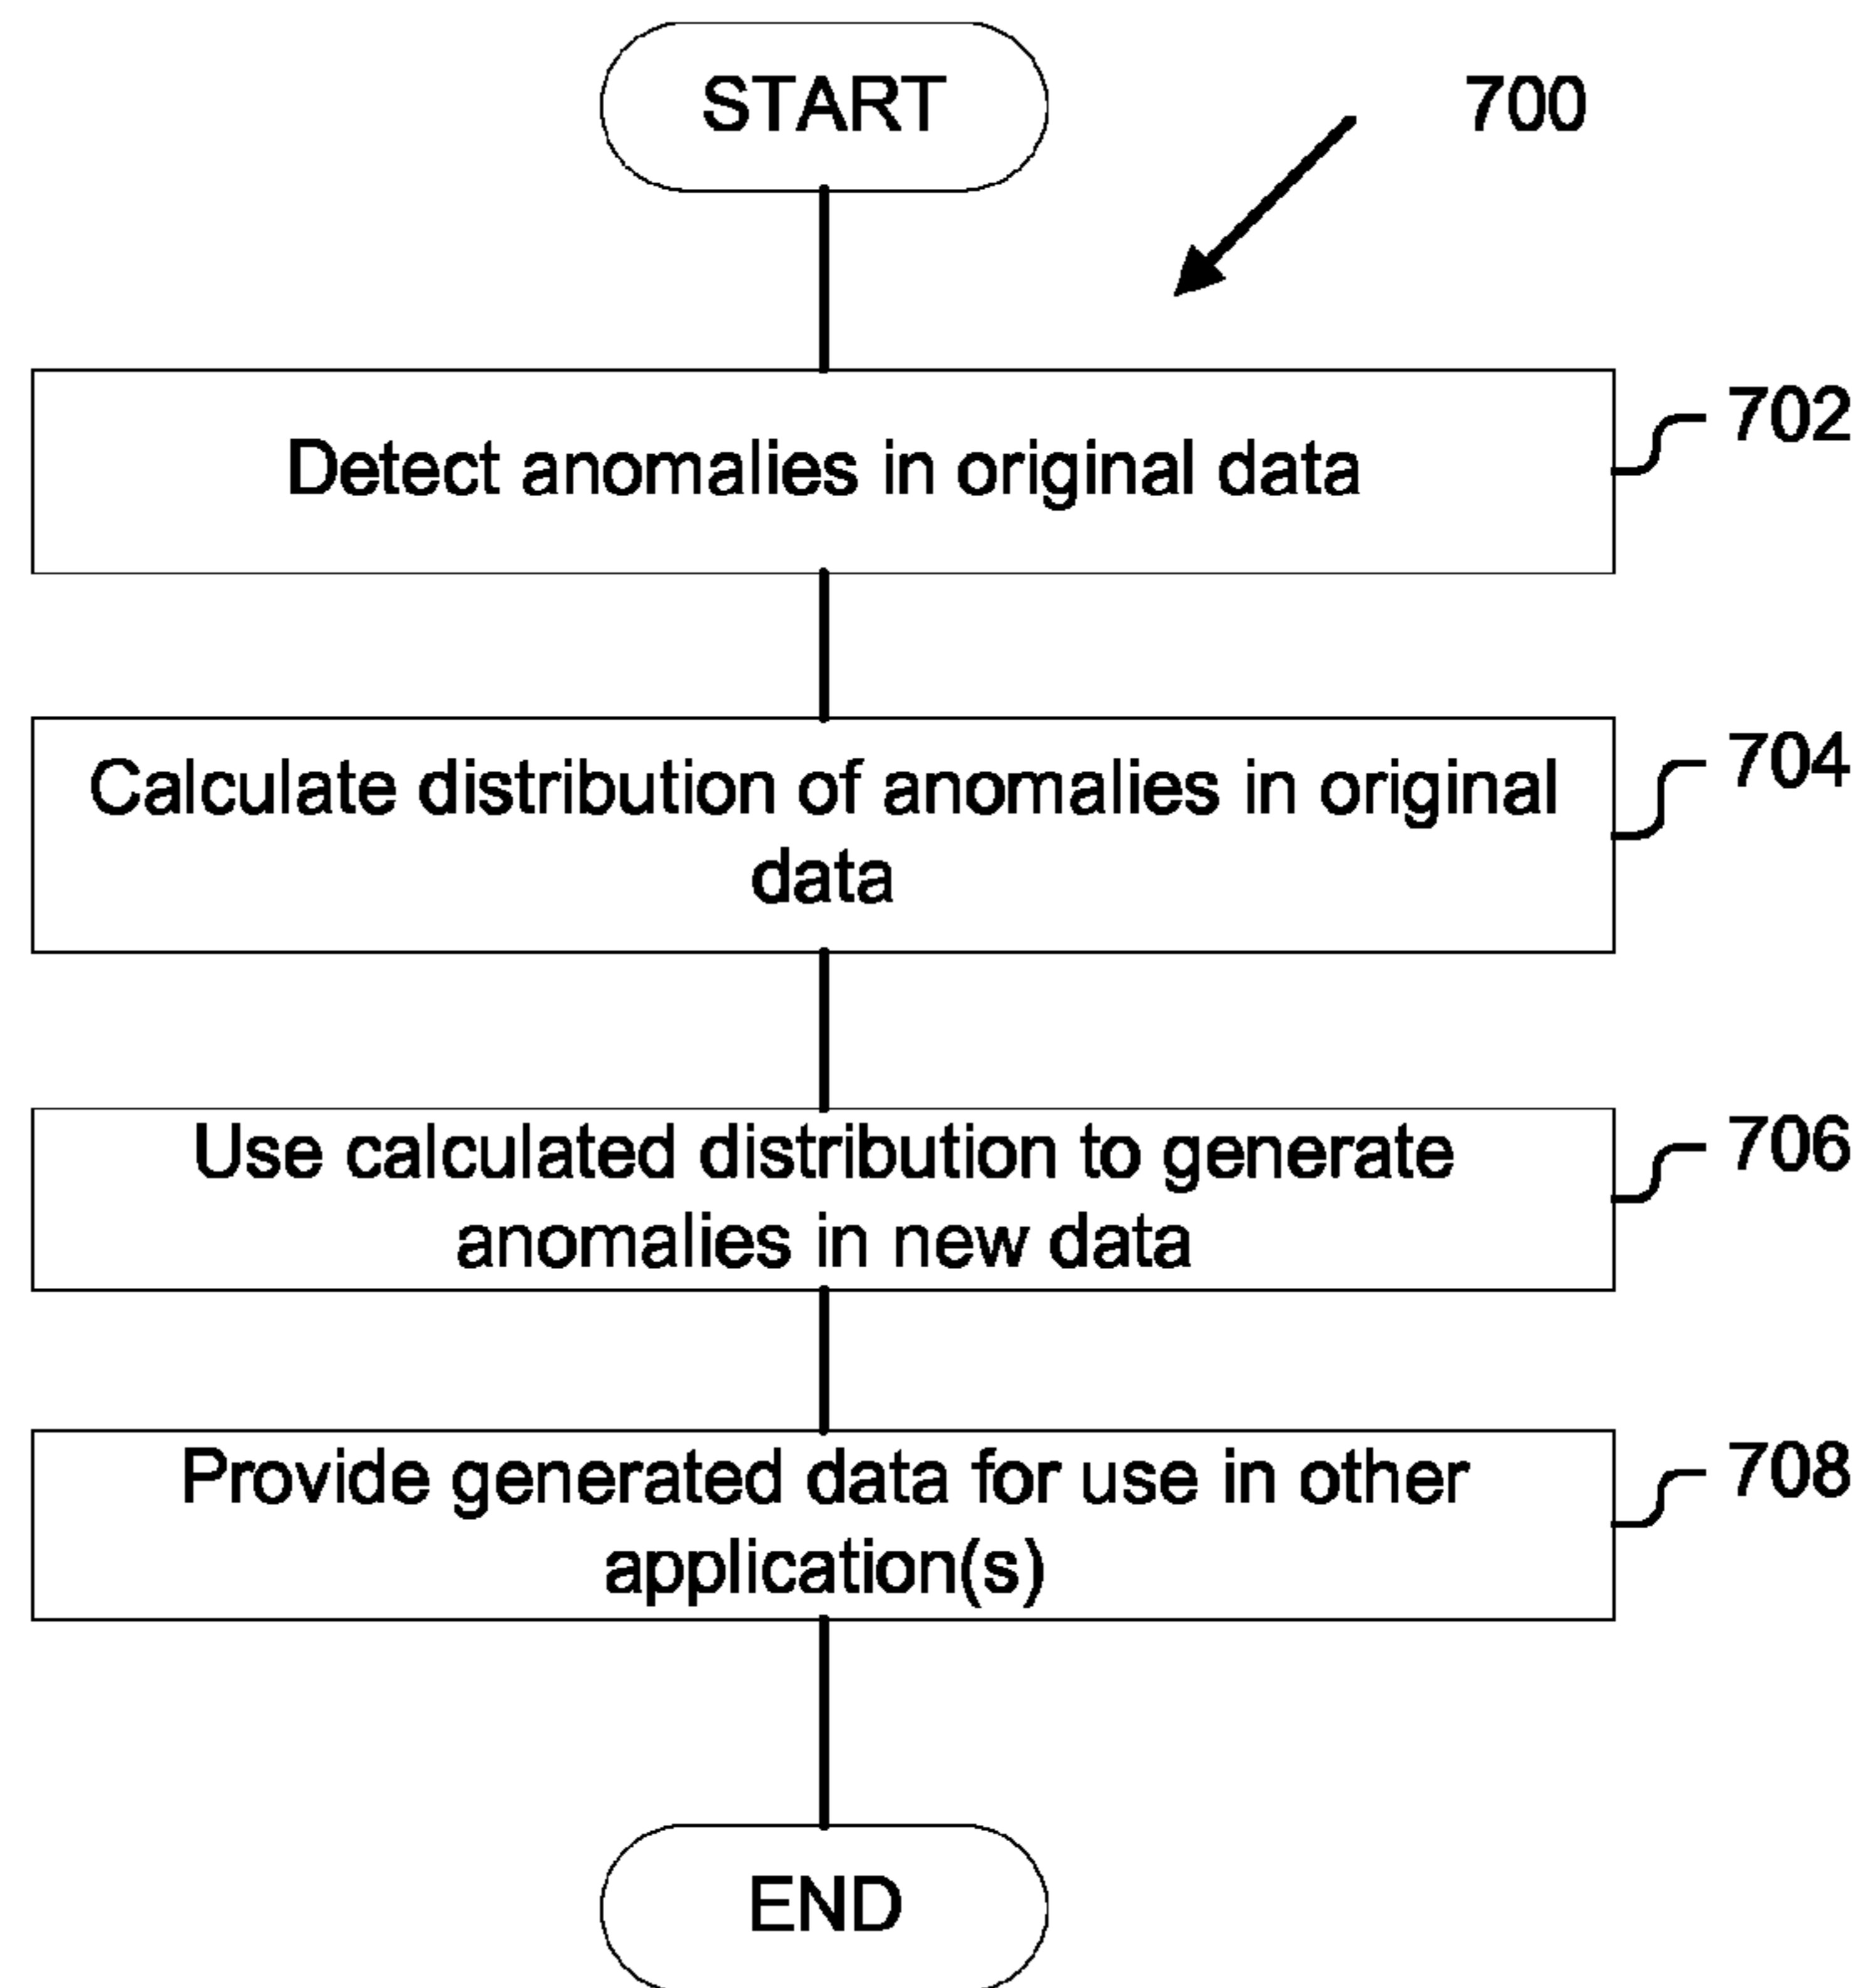 START
700
Detect anomalies in original data
702
Calculate distribution of anomalies in original
data
704
Use calculated distribution to generate
anomalies in new data
706
Provide generated data for use in other
application(s)
708
END